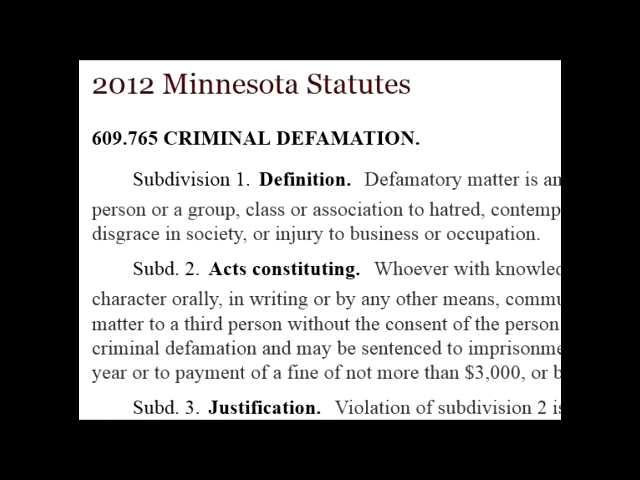 2012 Minnesota Statutes
609.765 CRIMINAL DEFAMATION.
Subdivision 1. Definition. Defamatory matter is an
person or a group, class or association to hatred, contemp
disgrace in society, or injury to business or occupation.
Subd. 2. Acts constituting. Whoever with knowled
character orally, in writing or by any other means, commu
matter to a third person without the consent of the person
criminal defamation and may be sentenced to imprisonme
year or to payment of a fine of not more than $3,000, or b
Subd. 3. Justification. Violation of subdivision 2 is